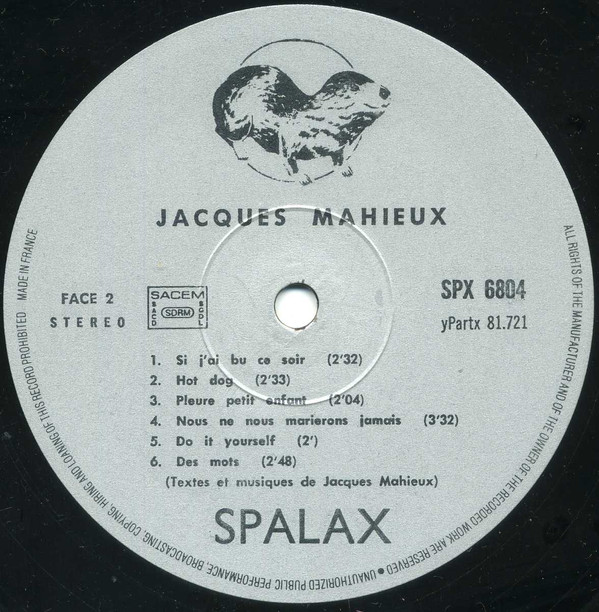 JACQUES MAHIEUX
FACE 2
STEREO
SACEM
SACD
SDRM
SGDL
SPX 6804
yPartx 81.721
1. Si j'ai bu ce soir (2'32)
2. Hot dog (2'33)
3. Pleure petit enfant (2'04)
4. Nous ne nous marierons jamais (3'32)
5. Do it yourself (2')
6. Des mots (2'48)
(Textes et musiques de Jacques Mahieux)
SPALAX
ALL RIGHTS OF THE MANUFACTURER AND OF THE OWNER OF THE RECORDED WORK ARE RESERVED ● UNAUTHORIZED PUBLIC PERFORMANCE, BROADCASTING, COPYING, HIRING AND LOANING OF THIS RECORD PROHIBITED MADE IN FRANCE